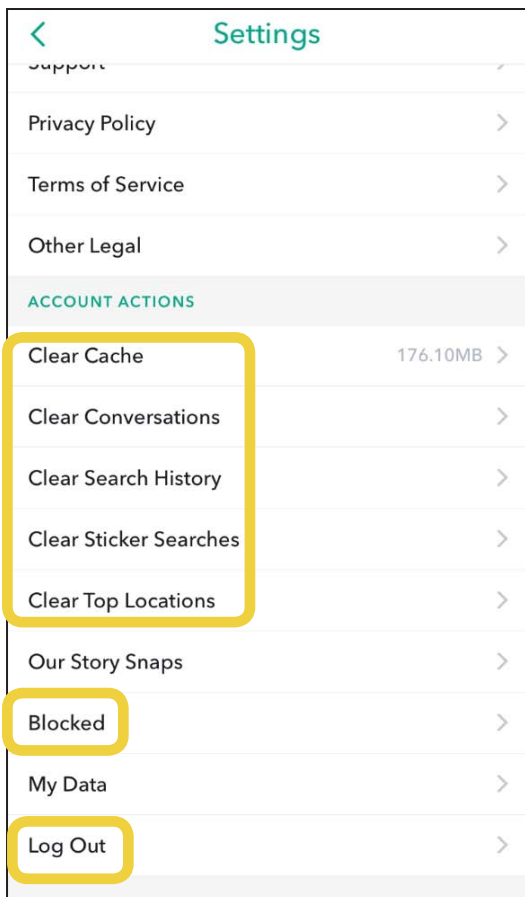 Settings
Support
Privacy Policy
Terms of Service
Other Legal
ACCOUNT ACTIONS
Clear Cache 176.10MB
Clear Conversations
Clear Search History
Clear Sticker Searches
Clear Top Locations
Our Story Snaps
Blocked
My Data
Log Out